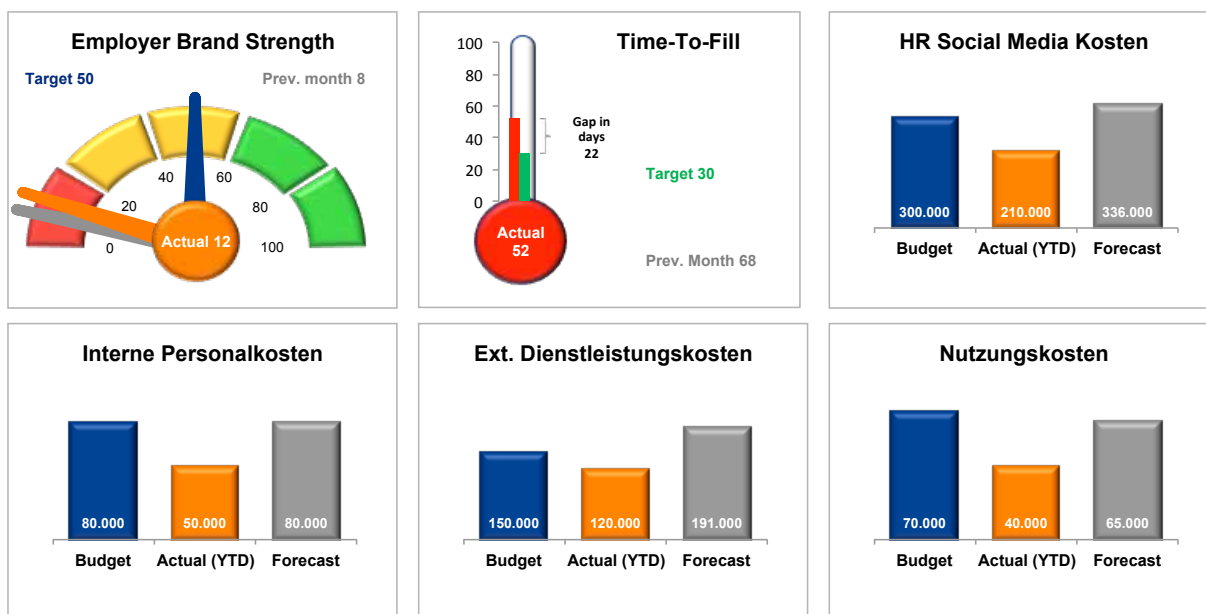 Employer Brand Strength
Target 50
Prev. month 8
40
60
20
80
0
100
Actual 12
Time-To-Fill
100
80
60
40
20
0
Gap in
days
22
Target 30
Actual
52
Prev. Month 68
HR Social Media Kosten
300.000
210.000
336.000
Budget
Actual (YTD)
Forecast
Interne Personalkosten
80.000
50.000
80.000
Budget
Actual (YTD)
Forecast
Ext. Dienstleistungskosten
150.000
120.000
191.000
Budget
Actual (YTD)
Forecast
Nutzungskosten
70.000
40.000
65.000
Budget
Actual (YTD)
Forecast